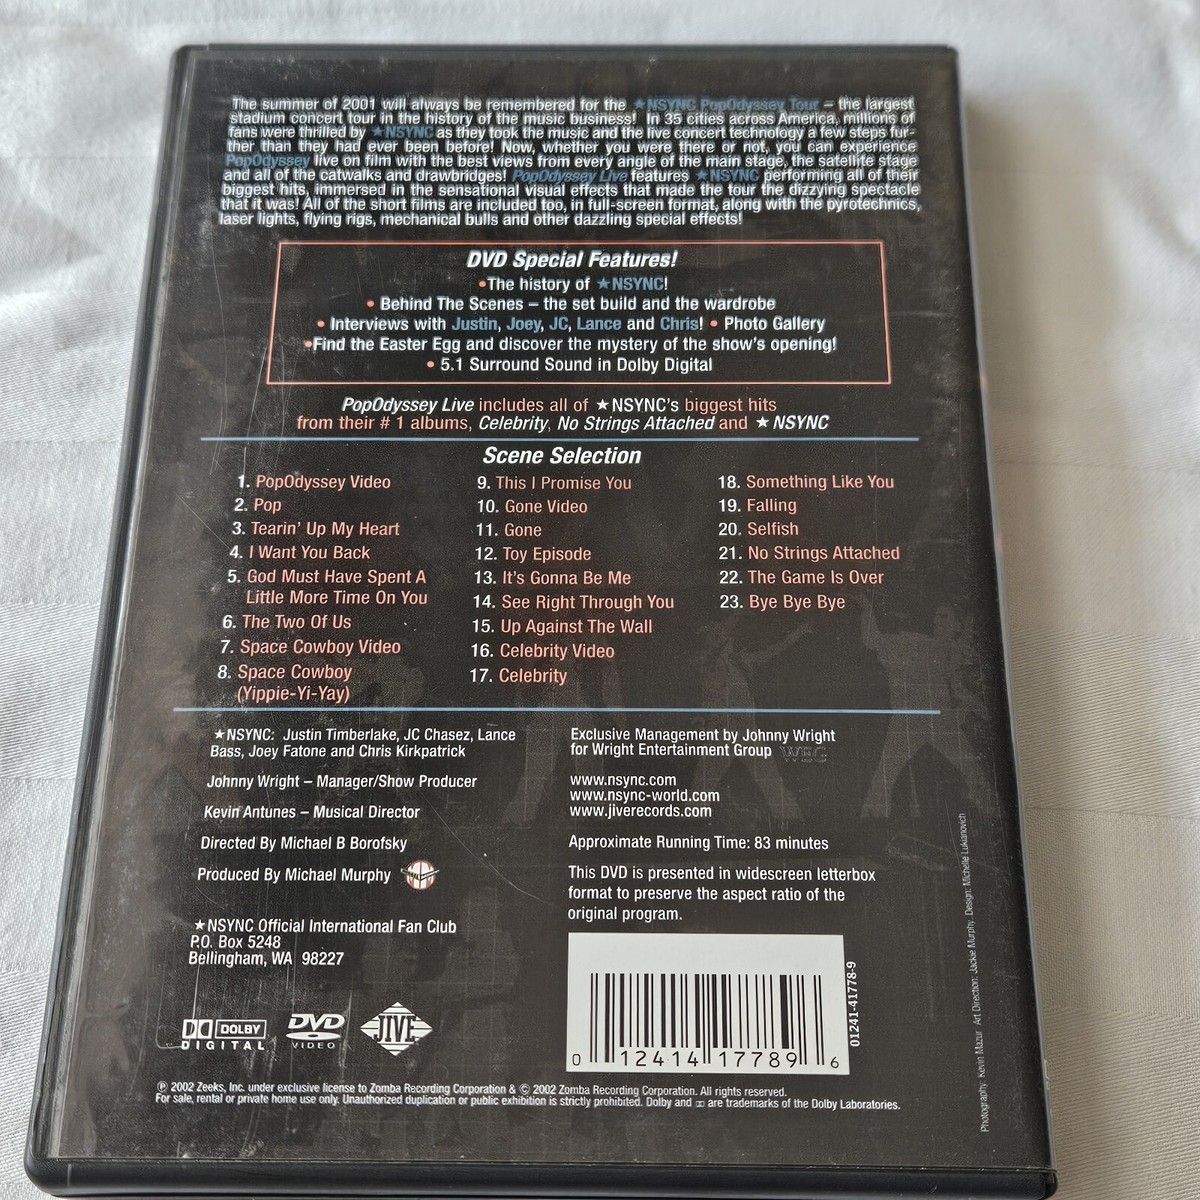 The summer of 2001 will always be remembered for the ★NSYNC PopOdyssey Tour – the largest
stadium concert tour in the history of the music business! In 35 cities across America, millions of
fans were thrilled by ★NSYNC as they took the music and the live concert technology a few steps fur-
ther than they had ever been before! Now, whether you were there or not, you can experience
PopOdyssey live on film with the best views from every angle of the main stage, the satellite stage
and all of the catwalks and drawbridges! PopOdyssey Live features ★NSYNC performing all of their
biggest hits, immersed in the sensational visual effects that made the tour the dizzying spectacle
that it was! All of the short films are included too, in full-screen format, along with the pyrotechnics,
laser lights, flying rigs, mechanical bulls and other dazzling special effects!
DVD Special Features!
•The history of ★NSYNC!
• Behind The Scenes – the set build and the wardrobe
• Interviews with Justin, Joey, JC, Lance and Chris! • Photo Gallery
•Find the Easter Egg and discover the mystery of the show's opening!
• 5.1 Surround Sound in Dolby Digital
PopOdyssey Live includes all of ★NSYNC's biggest hits
from their # 1 albums, Celebrity, No Strings Attached and ★NSYNC
Scene Selection
1. PopOdyssey Video
2. Pop
3. Tearin' Up My Heart
4. I Want You Back
5. God Must Have Spent A
Little More Time On You
6. The Two Of Us
7. Space Cowboy Video
8. Space Cowboy
(Yippie-Yi-Yay)
9. This I Promise You
10. Gone Video
11. Gone
12. Toy Episode
13. It's Gonna Be Me
14. See Right Through You
15. Up Against The Wall
16. Celebrity Video
17. Celebrity
18. Something Like You
19. Falling
20. Selfish
21. No Strings Attached
22. The Game Is Over
23. Bye Bye Bye
★NSYNC: Justin Timberlake, JC Chasez, Lance
Bass, Joey Fatone and Chris Kirkpatrick
Johnny Wright – Manager/Show Producer
Kevin Antunes – Musical Director
Directed By Michael B Borofsky
Produced By Michael Murphy
★NSYNC Official International Fan Club
P.O. Box 5248
Bellingham, WA 98227
Exclusive Management by Johnny Wright
for Wright Entertainment Group WEG
www.nsync.com
www.nsync-world.com
www.jiverecords.com
Approximate Running Time: 83 minutes
This DVD is presented in widescreen letterbox
format to preserve the aspect ratio of the
original program.
DOLBY
DIGITAL
DVD
VIDEO
JIVE
0 12414 17789 6
01241-41778-9
℗ 2002 Zeeks, Inc. under exclusive license to Zomba Recording Corporation & © 2002 Zomba Recording Corporation. All rights reserved.
For sale, rental or private home use only. Unauthorized duplication or public exhibition is strictly prohibited. Dolby and are trademarks of the Dolby Laboratories.
Photography: Kevin Mazur Art Direction: Jackie Murphy Design: Michelle Lukianovich